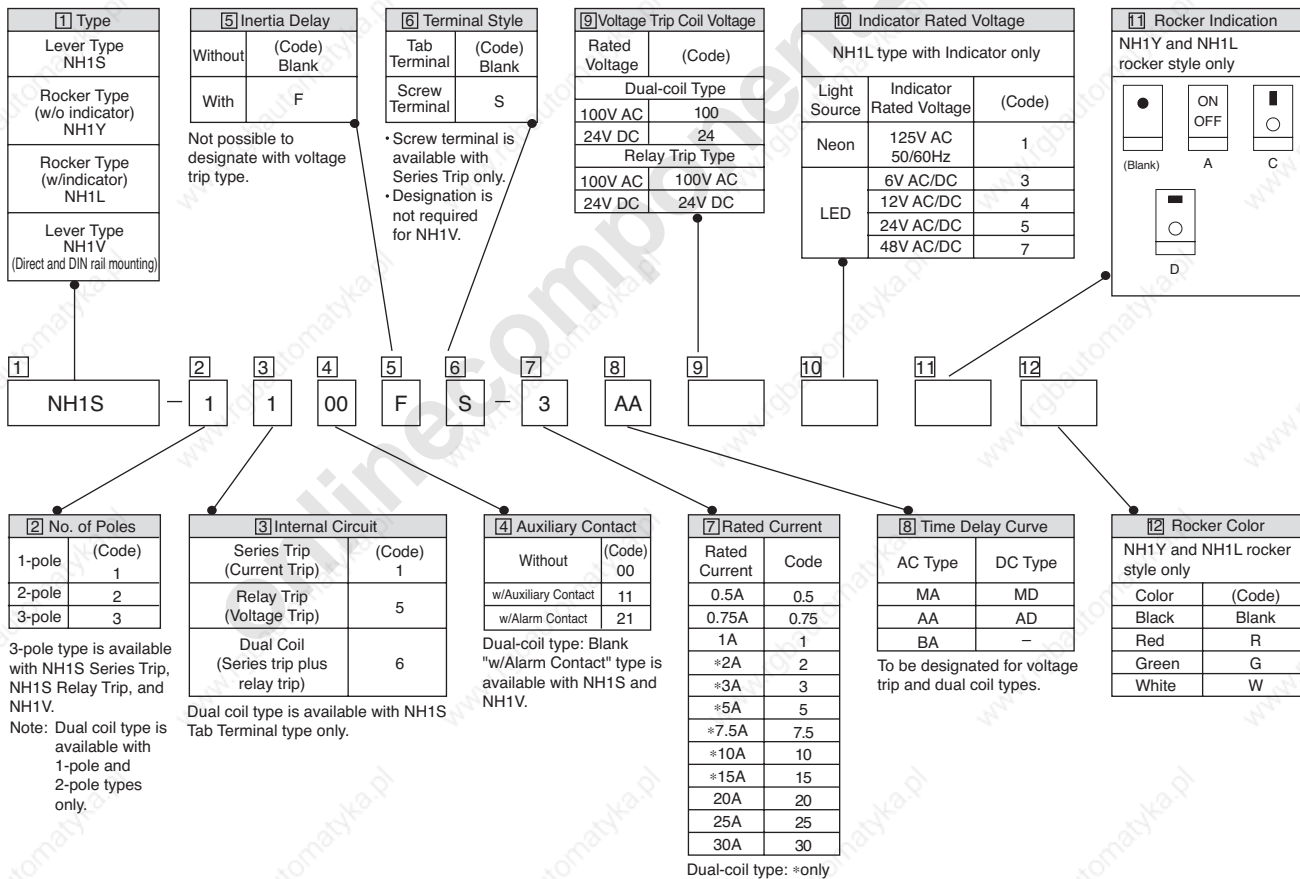 1 Type
Lever Type
NH1S
Rocker Type
(w/o indicator)
NH1Y
Rocker Type
(w/indicator)
NH1L
Lever Type
NH1V
(Direct and DIN rail mounting)
5 Inertia Delay
Without (Code) Blank
With F
Not possible to
designate with voltage
trip type.
6 Terminal Style
Tab Terminal (Code) Blank
Screw Terminal S
• Screw terminal is
available with
Series Trip only.
• Designation is
not required
for NH1V.
9 Voltage Trip Coil Voltage
Rated Voltage (Code)
Dual-coil Type
100V AC 100
24V DC 24
Relay Trip Type
100V AC 100V AC
24V DC 24V DC
10 Indicator Rated Voltage
NH1L type with Indicator only
Light Source Indicator Rated Voltage (Code)
Neon 125V AC 50/60Hz 1
LED
6V AC/DC 3
12V AC/DC 4
24V AC/DC 5
48V AC/DC 7
11 Rocker Indication
NH1Y and NH1L
rocker style only
ON
OFF
(Blank) A C
D
1 2 3 4 5 6 7 8 9 10 11 12
NH1S – 1 1 00 F S – 3 AA
2 No. of Poles
1-pole (Code) 1
2-pole 2
3-pole 3
3-pole type is available
with NH1S Series Trip,
NH1S Relay Trip, and
NH1V.
Note: Dual coil type is
available with
1-pole and
2-pole types
only.
3 Internal Circuit
Series Trip (Current Trip) (Code) 1
Relay Trip (Voltage Trip) 5
Dual Coil (Series trip plus relay trip) 6
Dual coil type is available with NH1S
Tab Terminal type only.
4 Auxiliary Contact
Without (Code) 00
w/Auxiliary Contact 11
w/Alarm Contact 21
Dual-coil type: Blank
"w/Alarm Contact" type is
available with NH1S and
NH1V.
7 Rated Current
Rated Current Code
0.5A 0.5
0.75A 0.75
1A 1
*2A 2
*3A 3
*5A 5
*7.5A 7.5
*10A 10
*15A 15
20A 20
25A 25
30A 30
Dual-coil type: *only
8 Time Delay Curve
AC Type DC Type
MA MD
AA AD
BA –
To be designated for voltage
trip and dual coil types.
12 Rocker Color
NH1Y and NH1L rocker
style only
Color (Code)
Black Blank
Red R
Green G
White W
onlinecomponents
www.rgbautomatyka.pl